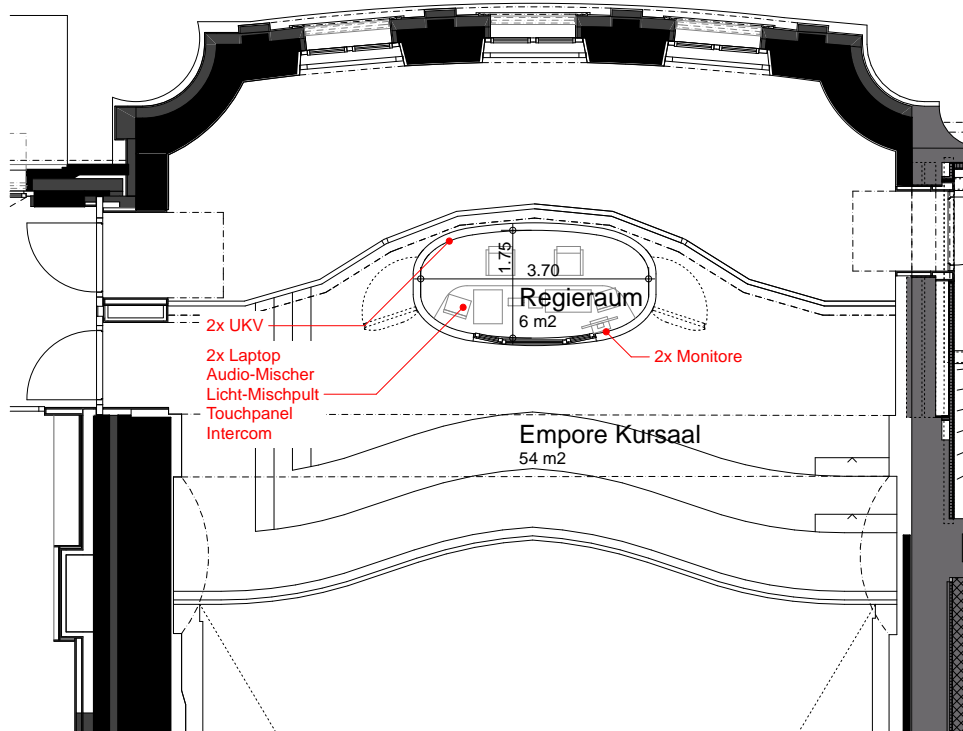 1.75
3.70
Regieraum
6 m2
2x UKV
2x Laptop
Audio-Mischer
Licht-Mischpult
Touchpanel
Intercom
2x Monitore
Empore Kursaal
54 m2